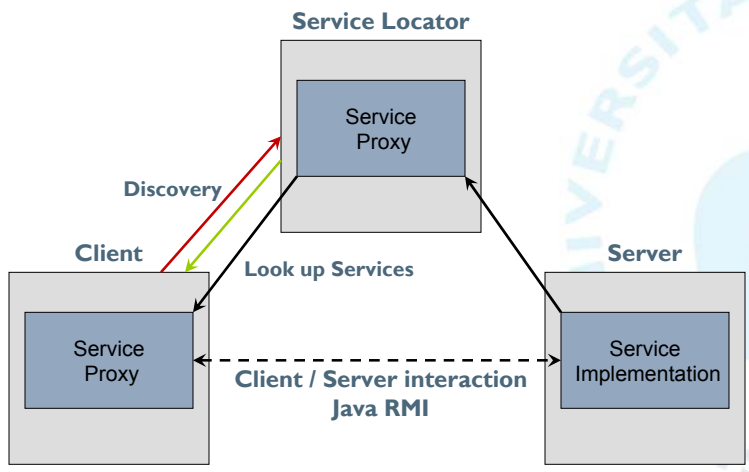 Service Locator
Service
Proxy
Discovery
Client
Look up Services
Server
Service
Proxy
Client / Server interaction
Java RMI
Service
Implementation